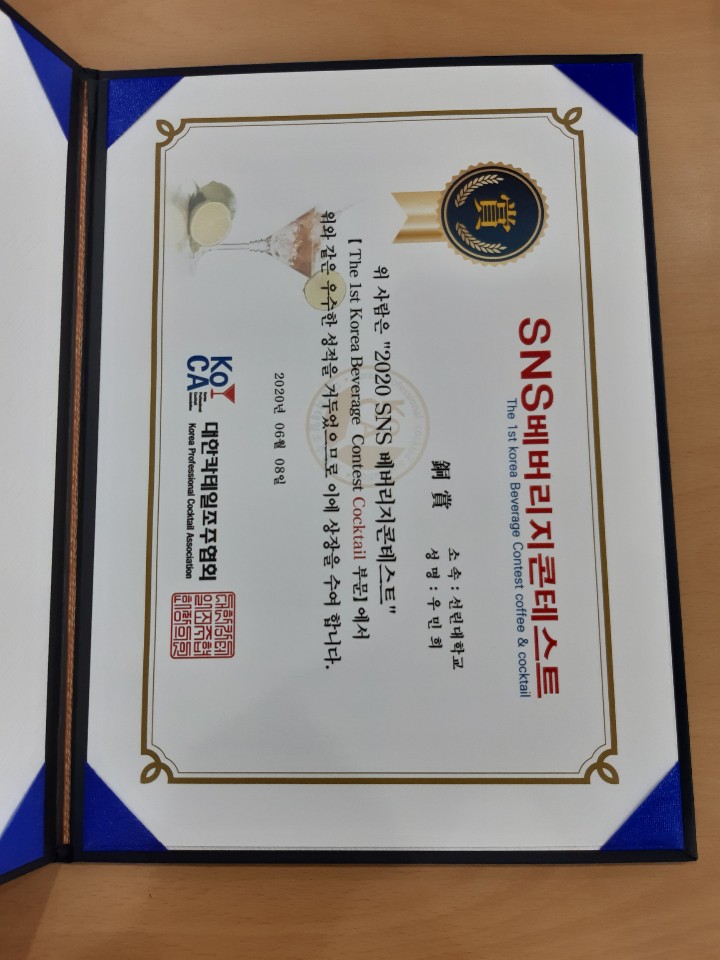 賞
SNS베버리지콘테스트
The 1st korea Beverage Contest coffee & cocktail
銅 賞
소 속 : 선린대학교
성 명 : 우 민 희
위 사람은 "2020 SNS 베버리지콘테스트"
【The 1st Korea Beverage Contest Cocktail 부문】에서
위와 같은 우수한 성적을 거두었으므로 이에 상장을 수여 합니다.
2020년 06월 08일
KoCA
Korea Professional Cocktail Association
대한칵테일조주협회
Korea Professional Cocktail Association